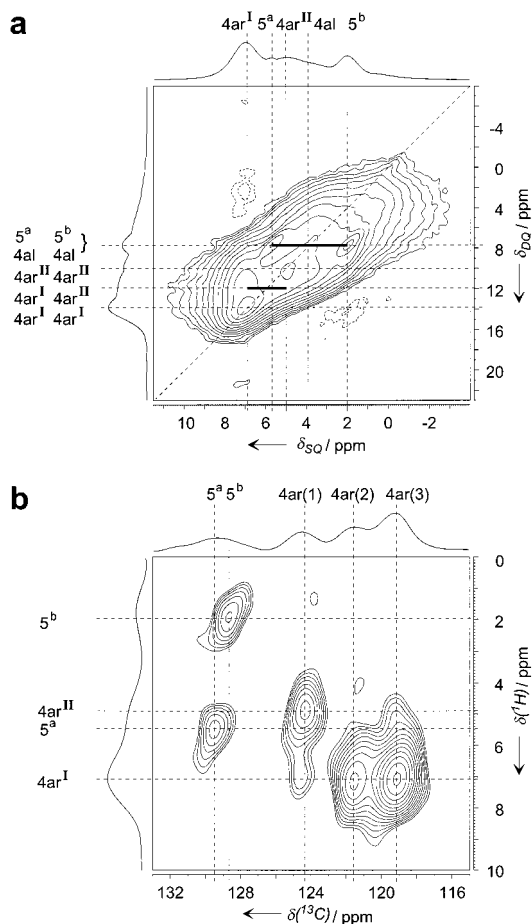 a
4ar^I 5^a 4ar^II 4al 5^b
-4
0
4
8
12
16
20
δ_DQ / ppm
5^a 5^b
4al 4al
4ar^II 4ar^II
4ar^I 4ar^II
4ar^I 4ar^I
10 8 6 4 2 0 -2
δ_SQ / ppm
b
5^a 5^b 4ar(1) 4ar(2) 4ar(3)
0
2
4
6
8
10
δ(^1H) / ppm
5^b
4ar^II
5^a
4ar^I
132 128 124 120 116
δ(^13C) / ppm